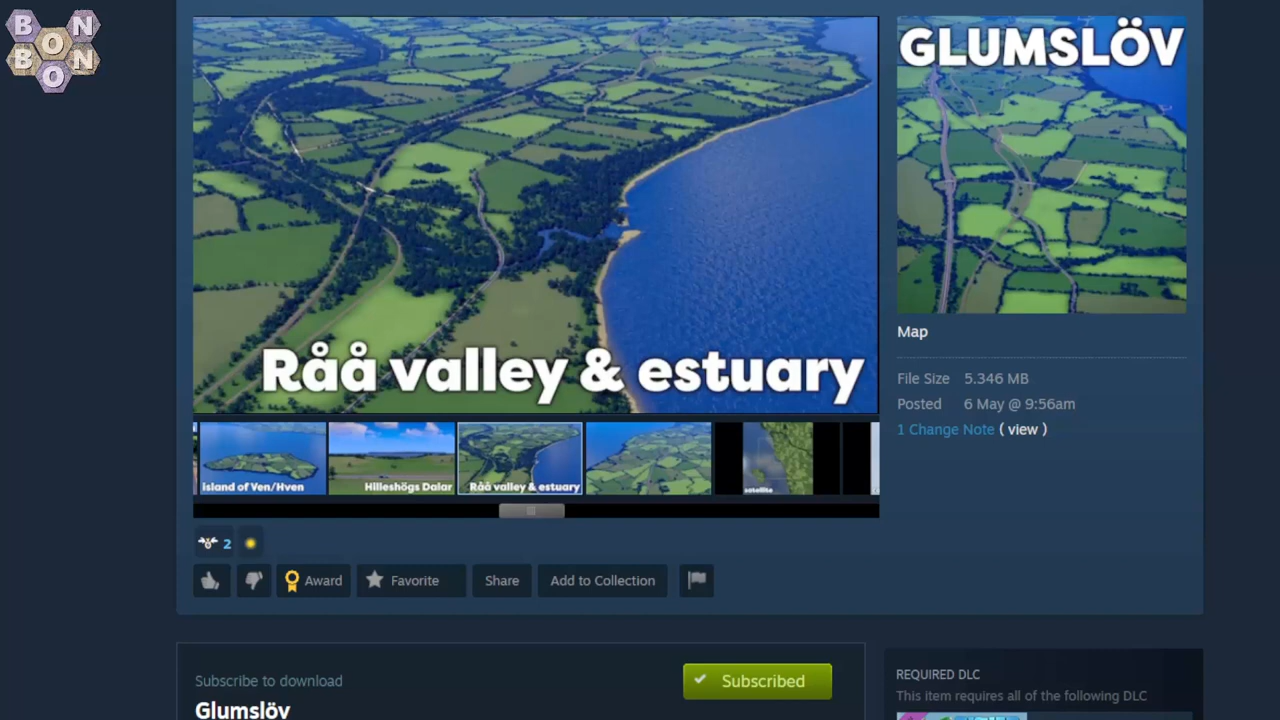 BON
BON
O
GLUMSLÖV
Råå valley & estuary
Map
File Size 5.346 MB
Posted 6 May @ 9:56am
1 Change Note ( view )
island of Ven/Hven
Hilleshögs Dalar
Råå valley & estuary
satellite
2
Award
Favorite
Share
Add to Collection
Subscribe to download
Glumslöv
Subscribed
REQUIRED DLC
This item requires all of the following DLC